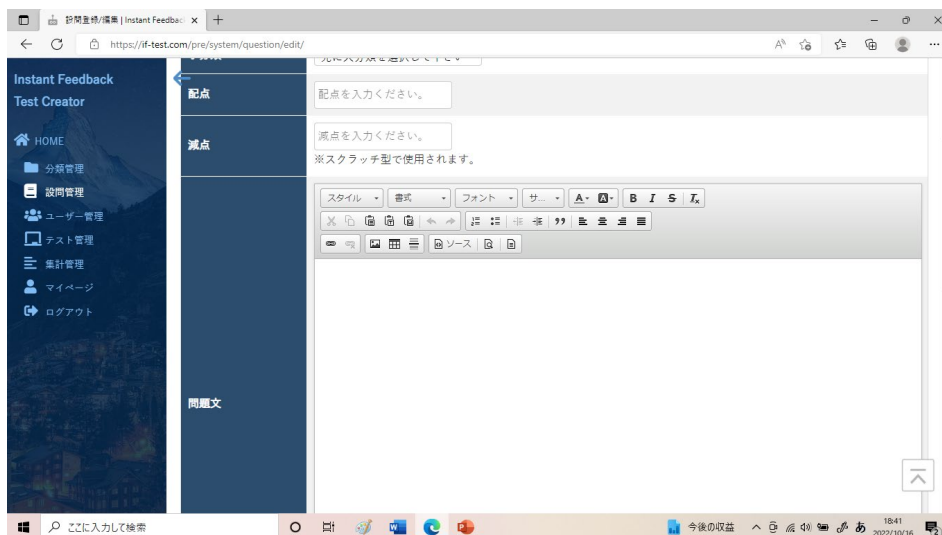 設問登録/編集 | Instant Feedbac
https://if-test.com/pre/system/question/edit/
Instant Feedback
Test Creator
HOME
分類管理
設問管理
ユーザー管理
テスト管理
集計管理
マイページ
ログアウト
配点
配点を入力ください。
減点
減点を入力ください。
※スクラッチ型で使用されます。
問題文
スタイル 書式 フォント サ... A A B I S Ix
ソース
ここに入力して検索
今後の収益
あ
18:41
2022/10/16
2